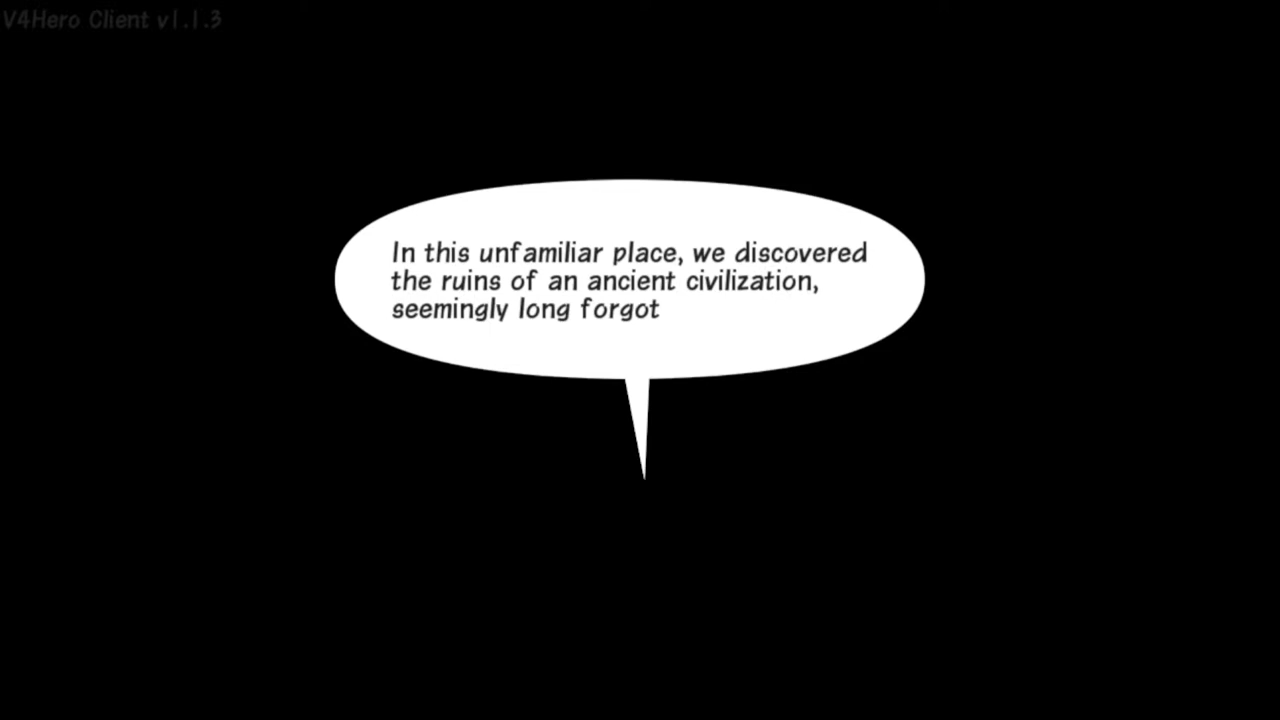 V4Hero Client v1.1.3
In this unfamiliar place, we discovered
the ruins of an ancient civilization,
seemingly long forgot